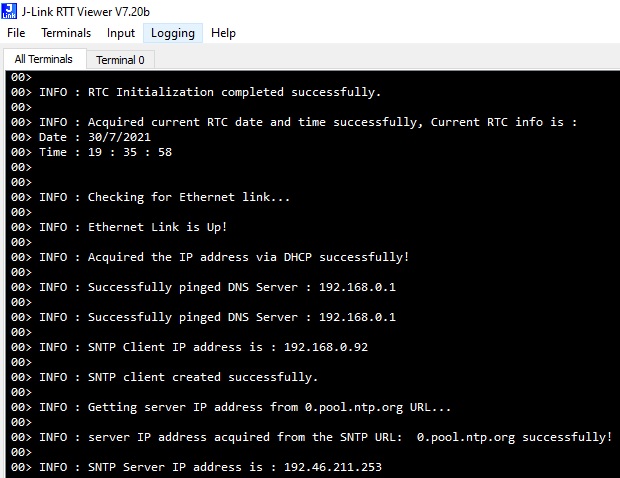 J-Link RTT Viewer V7.20b
File Terminals Input Logging Help
All Terminals Terminal 0
00>
00> INFO : RTC Initialization completed successfully.
00>
00> INFO : Acquired current RTC date and time successfully, Current RTC info is :
00> Date : 30/7/2021
00> Time : 19 : 35 : 58
00>
00>
00> INFO : Checking for Ethernet link...
00>
00> INFO : Ethernet Link is Up!
00>
00> INFO : Acquired the IP address via DHCP successfully!
00>
00> INFO : Successfully pinged DNS Server : 192.168.0.1
00>
00> INFO : Successfully pinged DNS Server : 192.168.0.1
00>
00> INFO : SNTP Client IP address is : 192.168.0.92
00>
00> INFO : SNTP client created successfully.
00>
00> INFO : Getting server IP address from 0.pool.ntp.org URL...
00>
00> INFO : server IP address acquired from the SNTP URL:  0.pool.ntp.org successfully!
00>
00> INFO : SNTP Server IP address is : 192.46.211.253